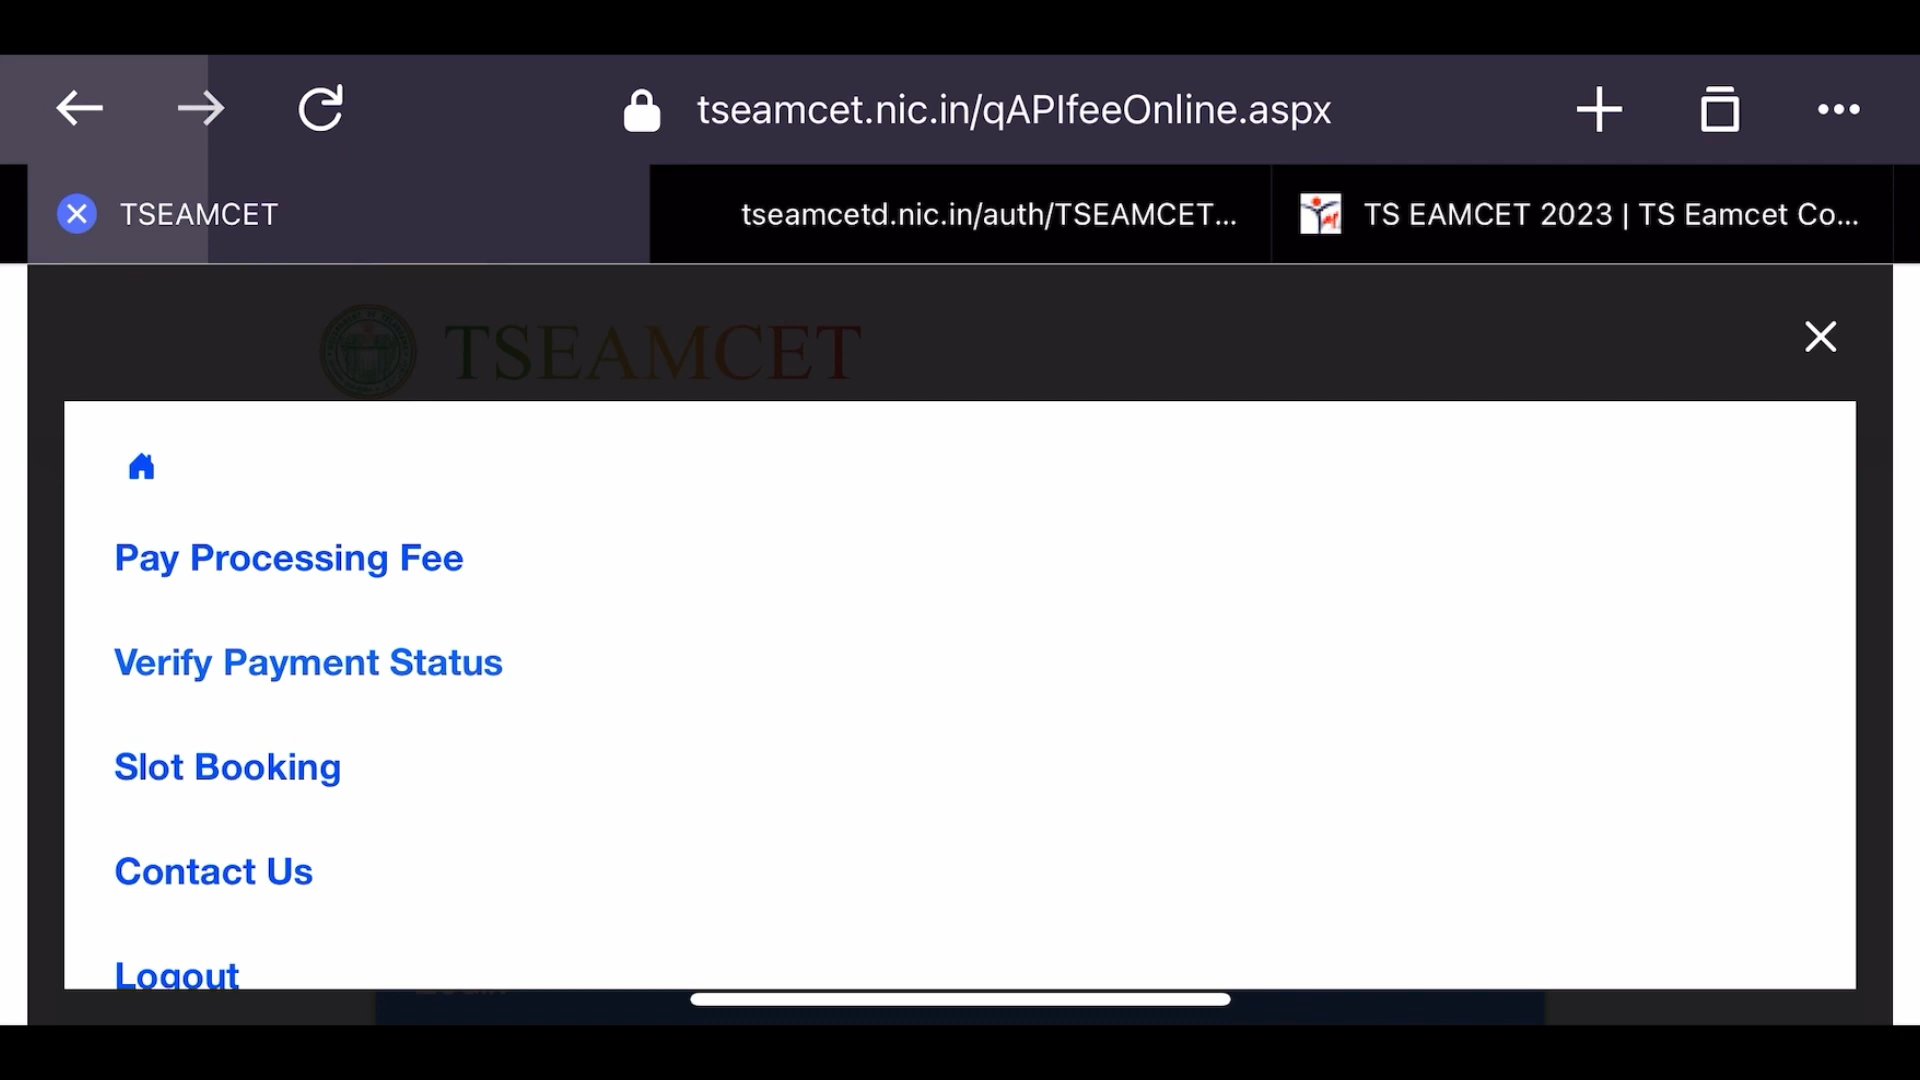 tseamcet.nic.in/qAPIfeeOnline.aspx
TSEAMCET
tseamcetd.nic.in/auth/TSEAMCET...
TS EAMCET 2023 | TS Eamcet Co...
TSEAMCET
Pay Processing Fee
Verify Payment Status
Slot Booking
Contact Us
Logout